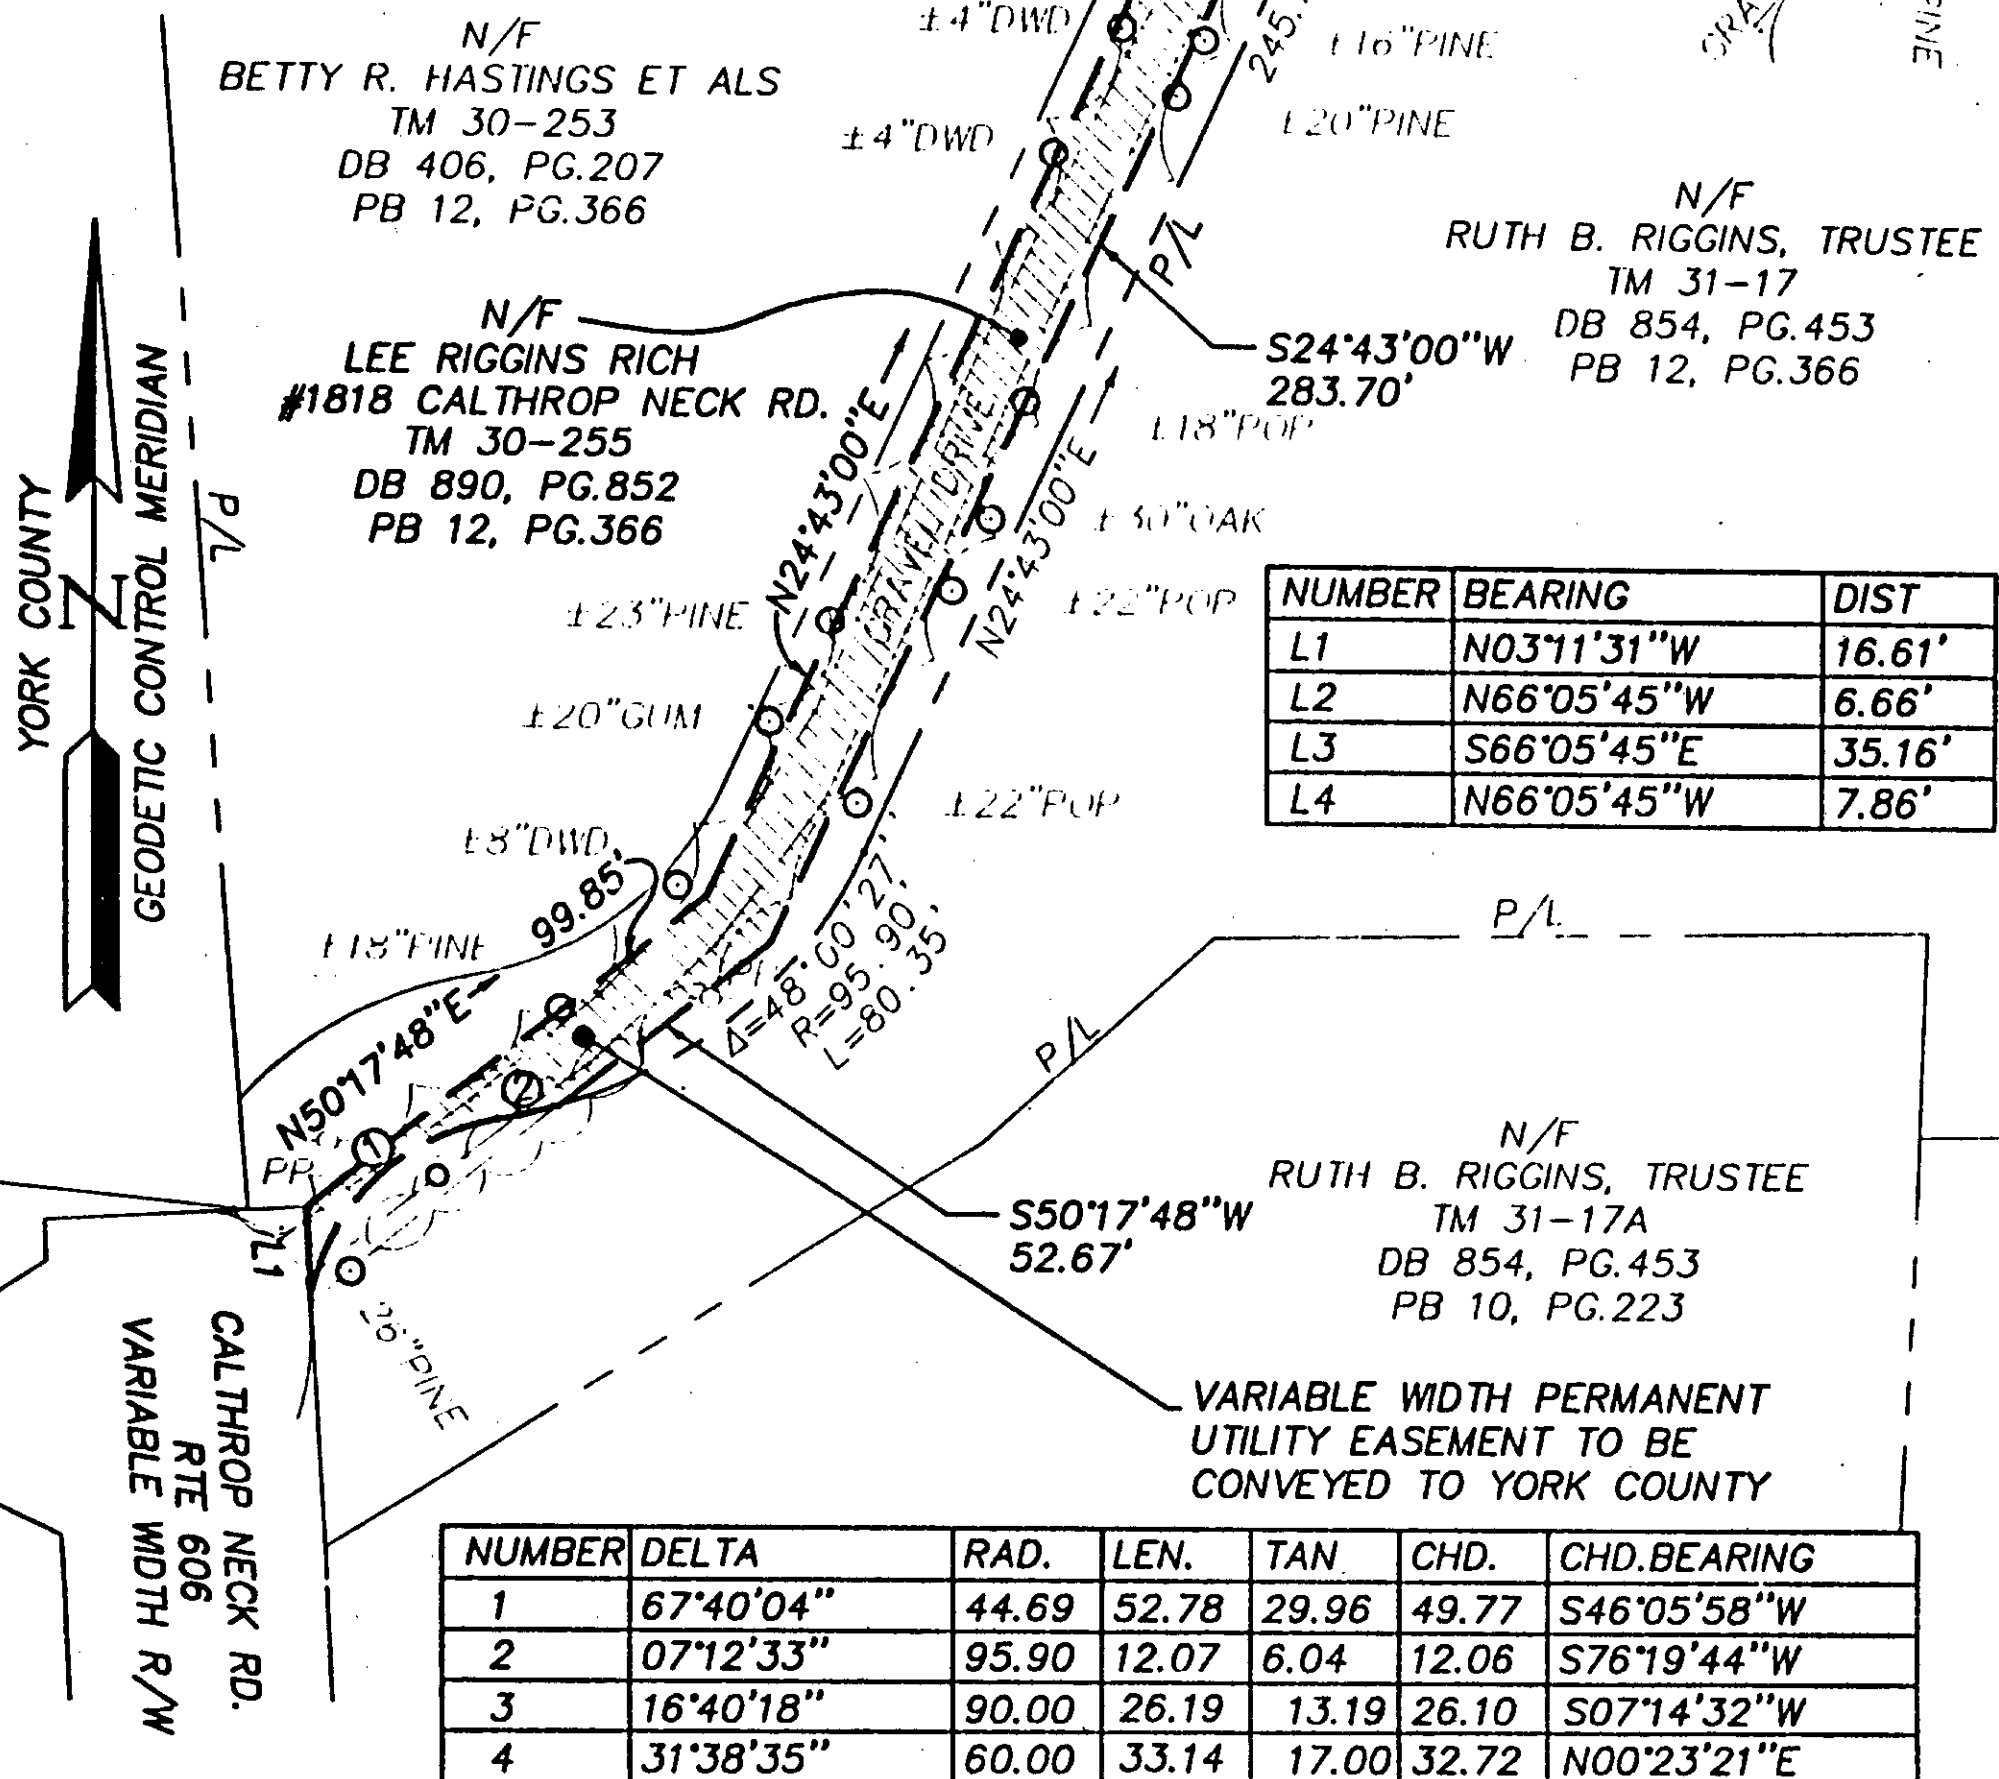 N/F
BETTY R. HASTINGS ET ALS
TM 30-253
DB 406, PG.207
PB 12, PG.366
±4"DWD
±16"PINE
±20"PINE
±4"DWD
245.
PINE
N/F
RUTH B. RIGGINS, TRUSTEE
TM 31-17
DB 854, PG.453
PB 12, PG.366
P/L
S24°43'00"W
283.70'
N/F
LEE RIGGINS RICH
#1818 CALTHROP NECK RD.
TM 30-255
DB 890, PG.852
PB 12, PG.366
YORK COUNTY
N
GEODETIC CONTROL MERIDIAN
P/L
N24°43'00"E
GRAVEL DRIVE
N24°43'00"E
±18"POP
±30"OAK
±22"POP
±23"PINE
±20"GUM
±22"POP
±8"DWD
±18"PINE
99.85'
N50°17'48"E
Δ=48°00'27"
R=95.90'
L=80.35'
NUMBER BEARING DIST
L1 N03°11'31"W 16.61'
L2 N66°05'45"W 6.66'
L3 S66°05'45"E 35.16'
L4 N66°05'45"W 7.86'
P/L
P/L
1
2
PP
L1
26"PINE
S50°17'48"W
52.67'
N/F
RUTH B. RIGGINS, TRUSTEE
TM 31-17A
DB 854, PG.453
PB 10, PG.223
VARIABLE WIDTH PERMANENT
UTILITY EASEMENT TO BE
CONVEYED TO YORK COUNTY
CALTHROP NECK RD.
RTE 606
VARIABLE WIDTH R/W
NUMBER DELTA RAD. LEN. TAN CHD. CHD.BEARING
1 67°40'04" 44.69 52.78 29.96 49.77 S46°05'58"W
2 07°12'33" 95.90 12.07 6.04 12.06 S76°19'44"W
3 16°40'18" 90.00 26.19 13.19 26.10 S07°14'32"W
4 31°38'35" 60.00 33.14 17.00 32.72 N00°23'21"E